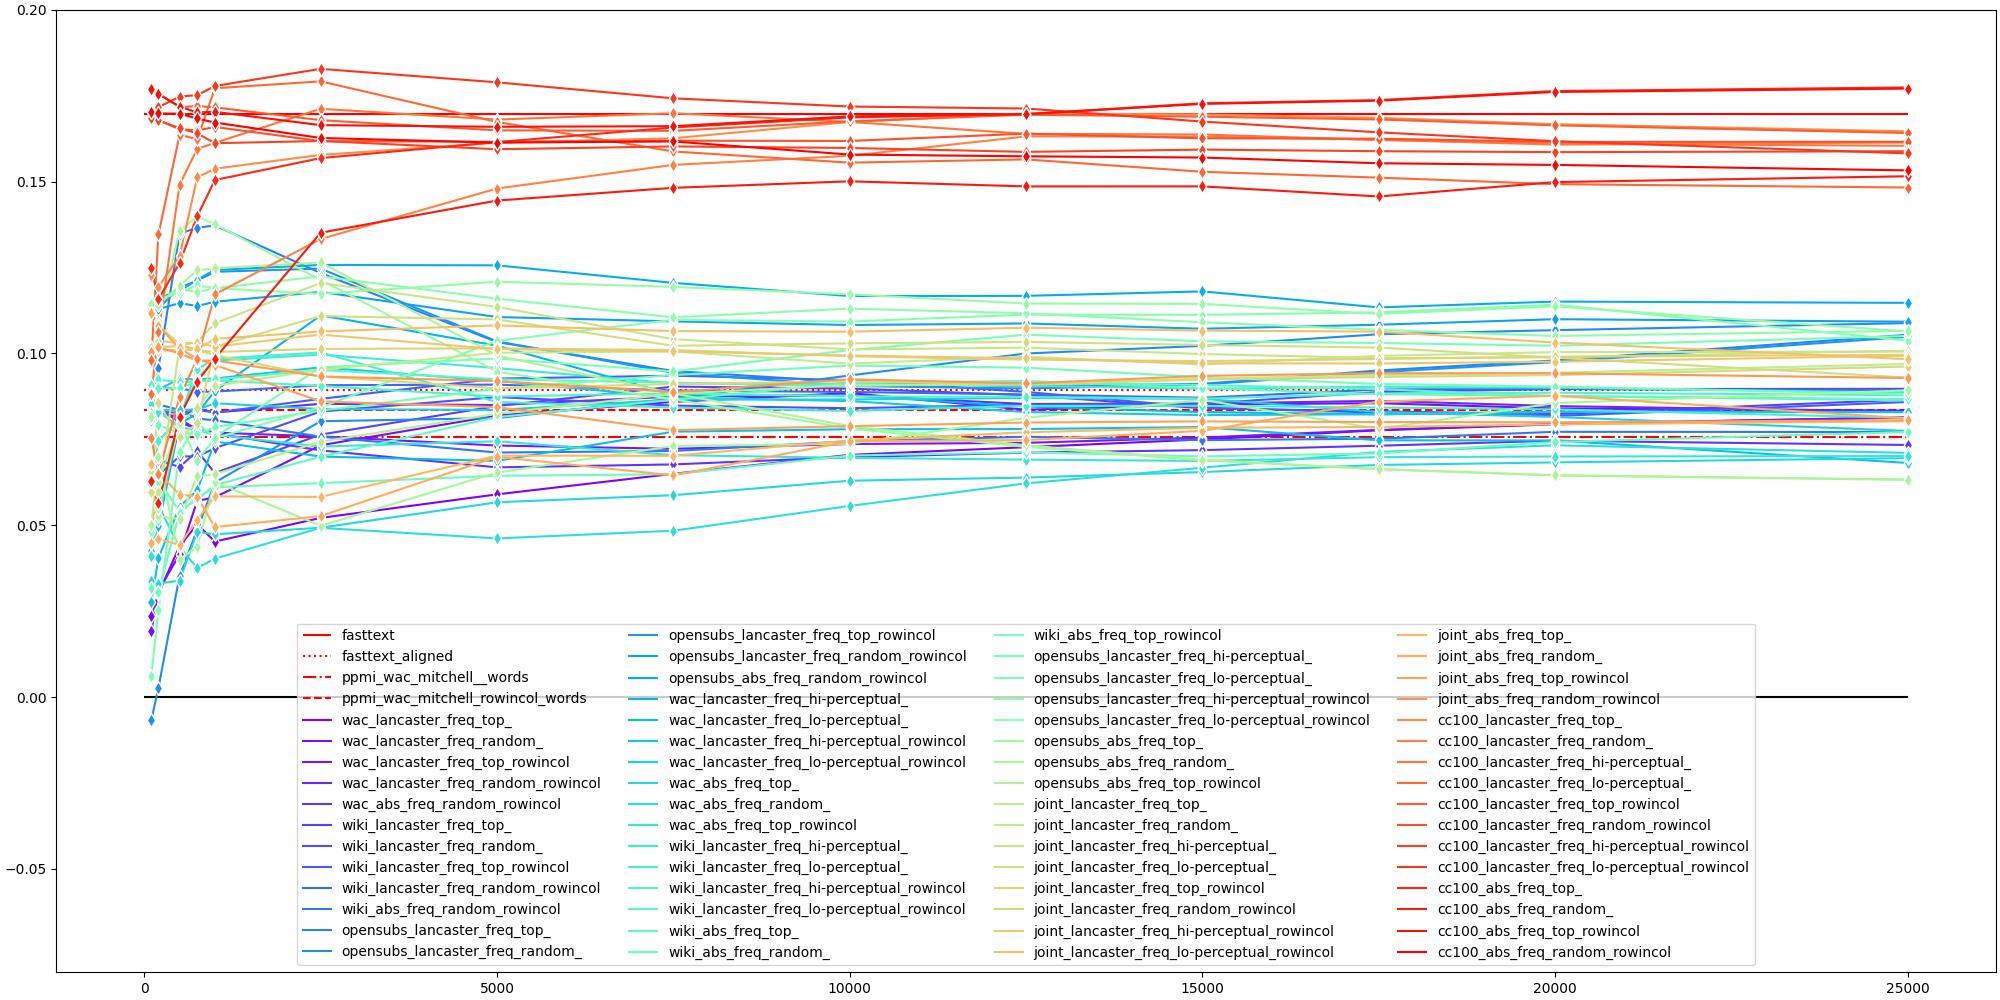 0.20
0.15
0.10
0.05
0.00
−0.05
fasttext
fasttext_aligned
ppmi_wac_mitchell__words
ppmi_wac_mitchell_rowincol_words
wac_lancaster_freq_top_
wac_lancaster_freq_random_
wac_lancaster_freq_top_rowincol
wac_lancaster_freq_random_rowincol
wac_abs_freq_random_rowincol
wiki_lancaster_freq_top_
wiki_lancaster_freq_random_
wiki_lancaster_freq_top_rowincol
wiki_lancaster_freq_random_rowincol
wiki_abs_freq_random_rowincol
opensubs_lancaster_freq_top_
opensubs_lancaster_freq_random_
opensubs_lancaster_freq_top_rowincol
opensubs_lancaster_freq_random_rowincol
opensubs_abs_freq_random_rowincol
wac_lancaster_freq_hi-perceptual_
wac_lancaster_freq_lo-perceptual_
wac_lancaster_freq_hi-perceptual_rowincol
wac_lancaster_freq_lo-perceptual_rowincol
wac_abs_freq_top_
wac_abs_freq_random_
wac_abs_freq_top_rowincol
wiki_lancaster_freq_hi-perceptual_
wiki_lancaster_freq_lo-perceptual_
wiki_lancaster_freq_hi-perceptual_rowincol
wiki_lancaster_freq_lo-perceptual_rowincol
wiki_abs_freq_top_
wiki_abs_freq_random_
wiki_abs_freq_top_rowincol
opensubs_lancaster_freq_hi-perceptual_
opensubs_lancaster_freq_lo-perceptual_
opensubs_lancaster_freq_hi-perceptual_rowincol
opensubs_lancaster_freq_lo-perceptual_rowincol
opensubs_abs_freq_top_
opensubs_abs_freq_random_
opensubs_abs_freq_top_rowincol
joint_lancaster_freq_top_
joint_lancaster_freq_random_
joint_lancaster_freq_hi-perceptual_
joint_lancaster_freq_lo-perceptual_
joint_lancaster_freq_top_rowincol
joint_lancaster_freq_random_rowincol
joint_lancaster_freq_hi-perceptual_rowincol
joint_lancaster_freq_lo-perceptual_rowincol
joint_abs_freq_top_
joint_abs_freq_random_
joint_abs_freq_top_rowincol
joint_abs_freq_random_rowincol
cc100_lancaster_freq_top_
cc100_lancaster_freq_random_
cc100_lancaster_freq_hi-perceptual_
cc100_lancaster_freq_lo-perceptual_
cc100_lancaster_freq_top_rowincol
cc100_lancaster_freq_random_rowincol
cc100_lancaster_freq_hi-perceptual_rowincol
cc100_lancaster_freq_lo-perceptual_rowincol
cc100_abs_freq_top_
cc100_abs_freq_random_
cc100_abs_freq_top_rowincol
cc100_abs_freq_random_rowincol
0 5000 10000 15000 20000 25000